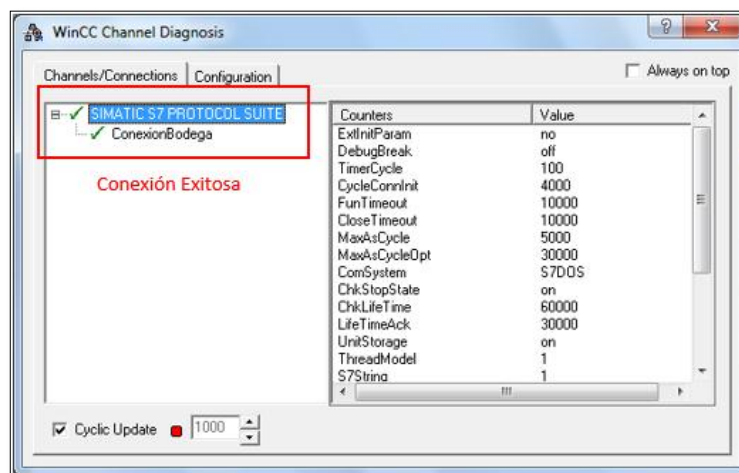 WinCC Channel Diagnosis
Channels/Connections Configuration Always on top
SIMATIC S7 PROTOCOL SUITE
ConexionBodega
Conexión Exitosa
Counters Value
ExtInitParam no
DebugBreak off
TimerCycle 100
CycleConnInit 4000
FunTimeout 10000
CloseTimeout 10000
MaxAsCycle 5000
MaxAsCycleOpt 30000
ComSystem S7DOS
ChkStopState on
ChkLifeTime 60000
LifeTimeAck 30000
UnitStorage on
ThreadModel 1
S7String 1
Cyclic Update 1000